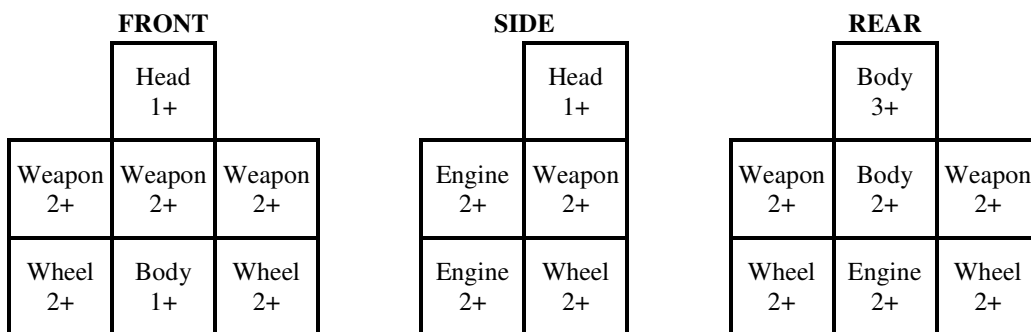 FRONT
SIDE
REAR
Head
1+
Head
1+
Body
3+
Weapon
2+
Weapon
2+
Weapon
2+
Engine
2+
Weapon
2+
Weapon
2+
Body
2+
Weapon
2+
Wheel
2+
Body
1+
Wheel
2+
Engine
2+
Wheel
2+
Wheel
2+
Engine
2+
Wheel
2+